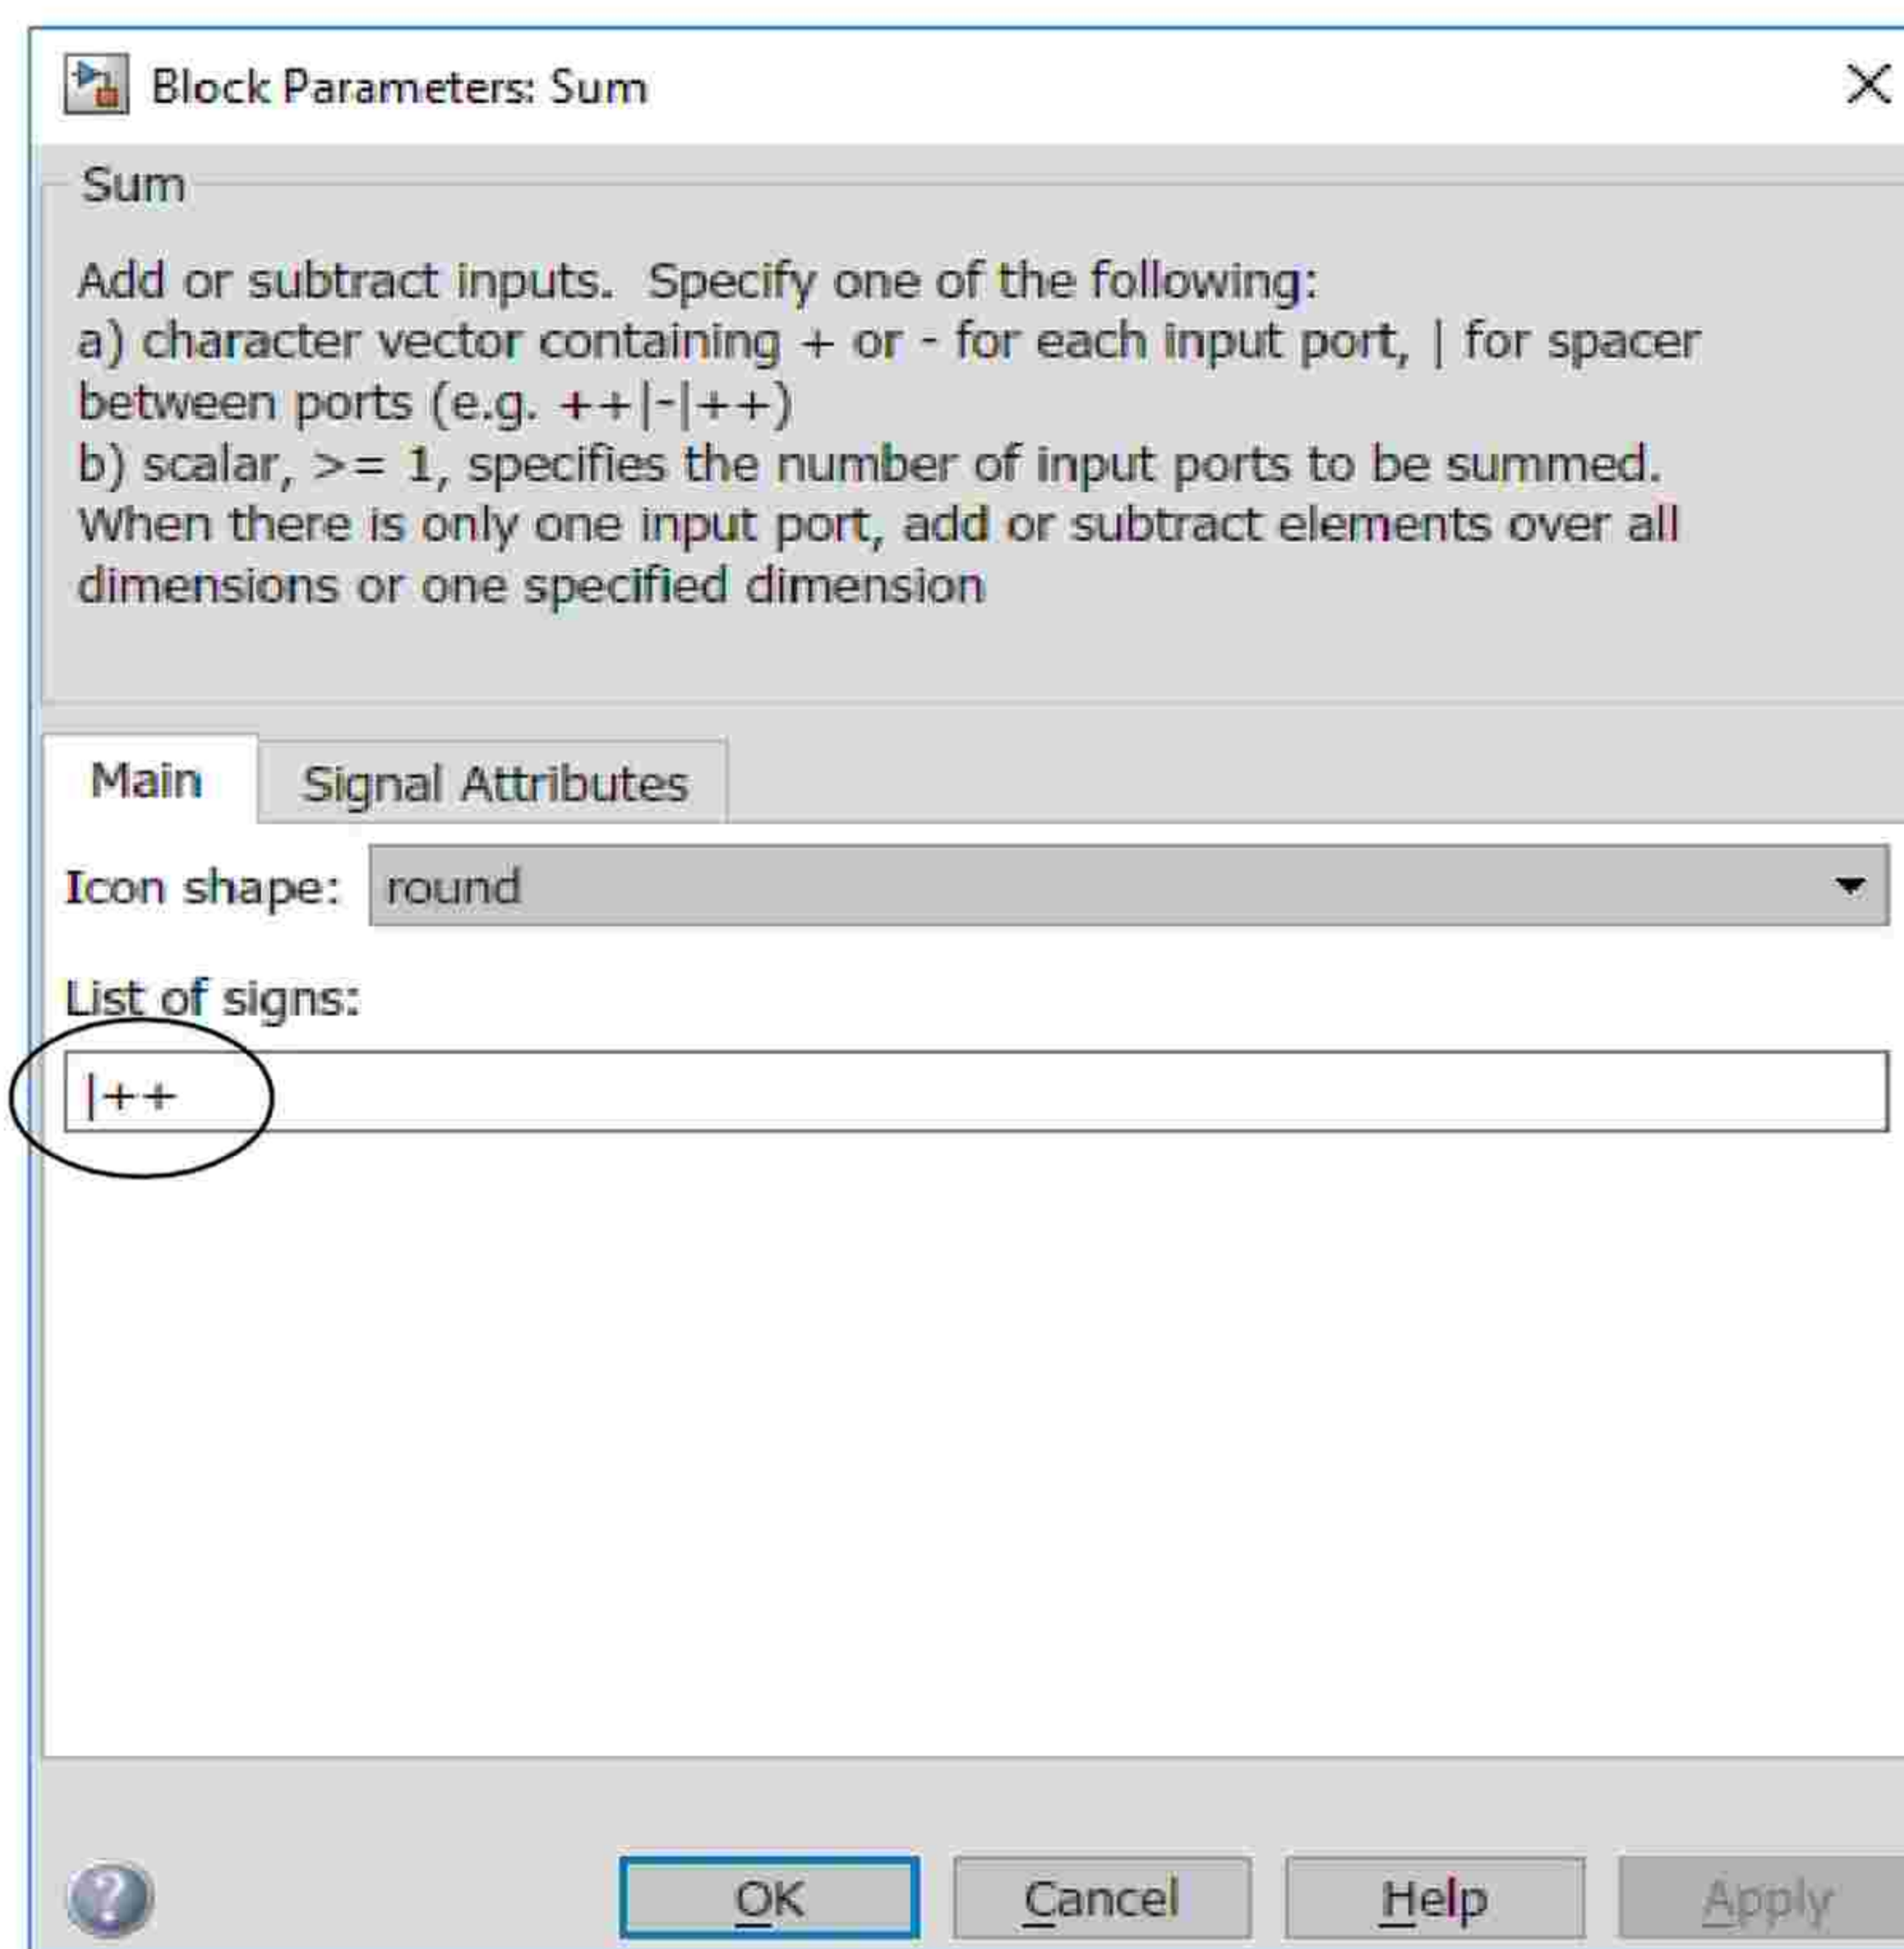 Block Parameters: Sum
Sum
Add or subtract inputs.  Specify one of the following:
a) character vector containing + or - for each input port, | for spacer
between ports (e.g. ++|-|++)
b) scalar, >= 1, specifies the number of input ports to be summed.
When there is only one input port, add or subtract elements over all
dimensions or one specified dimension
Main Signal Attributes
Icon shape: round
List of signs:
|++
? OK Cancel Help Apply